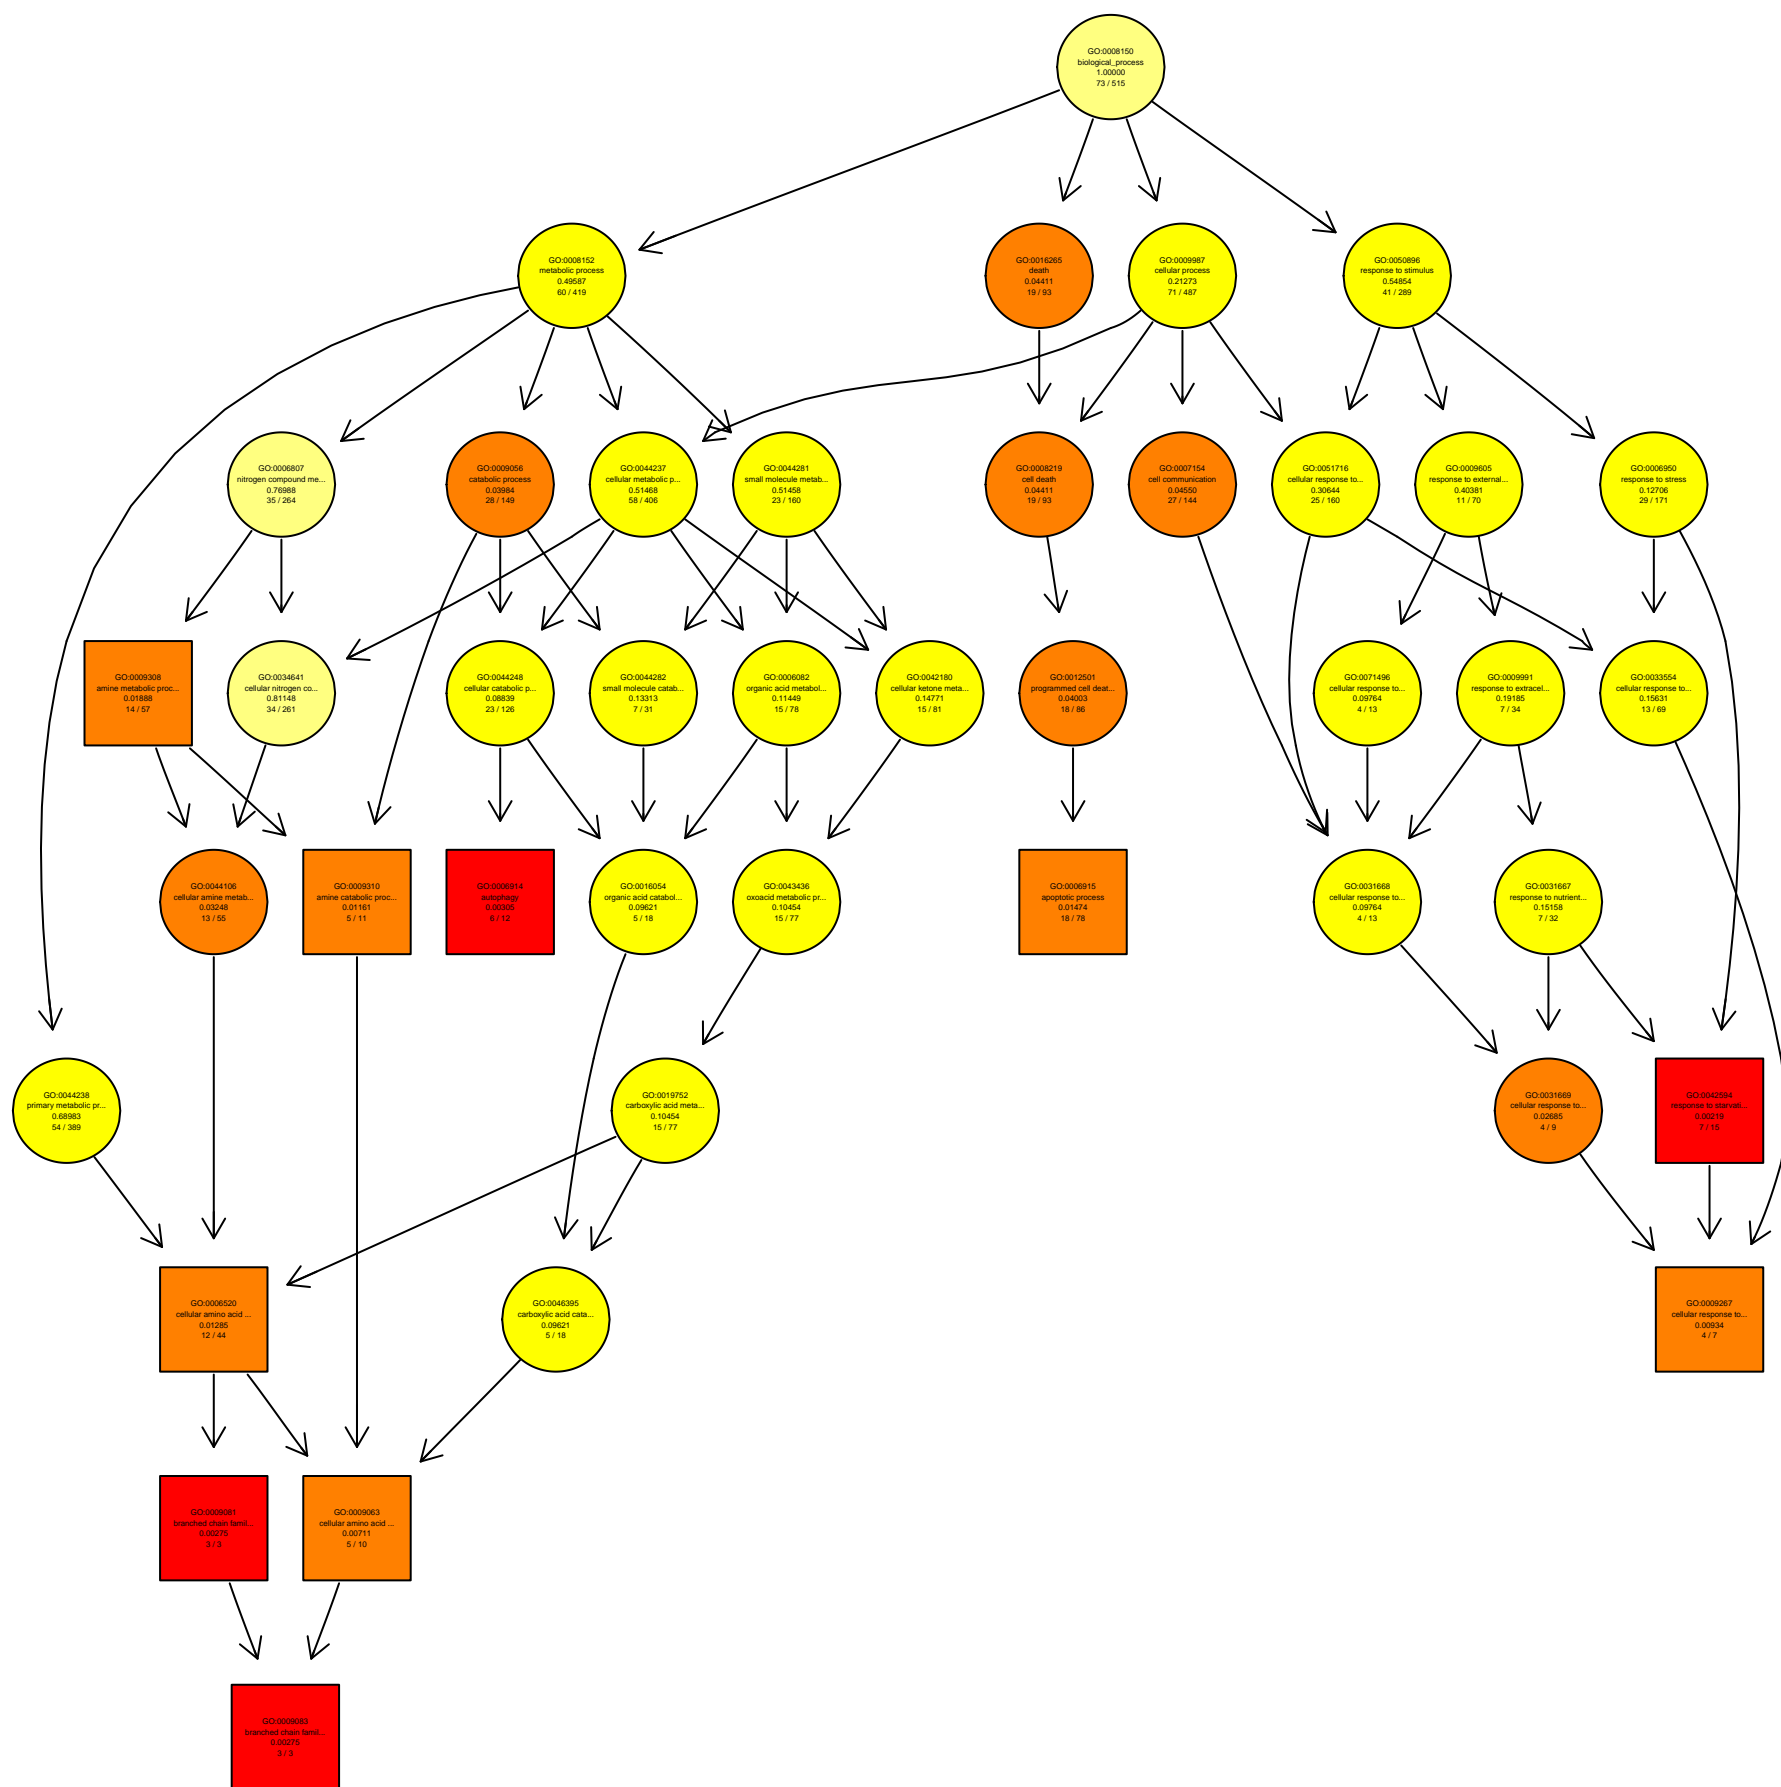 GO:0008150
biological_process
1.00000
73 / 515
GO:0008152
metabolic process
0.49587
60 / 419
GO:0016265
death
0.04411
19 / 93
GO:0009987
cellular process
0.21273
71 / 487
GO:0050896
response to stimulus
0.54854
41 / 289
GO:0006807
nitrogen compound me...
0.76988
35 / 264
GO:0009056
catabolic process
0.03984
28 / 149
GO:0044237
cellular metabolic p...
0.51468
58 / 406
GO:0044281
small molecule metab...
0.51458
23 / 160
GO:0008219
cell death
0.04411
19 / 93
GO:0007154
cell communication
0.04550
27 / 144
GO:0051716
cellular response to...
0.30644
25 / 160
GO:0009605
response to external...
0.40381
11 / 70
GO:0006950
response to stress
0.12706
29 / 171
GO:0009308
amine metabolic proc...
0.01888
14 / 57
GO:0034641
cellular nitrogen co...
0.81148
34 / 261
GO:0044248
cellular catabolic p...
0.08839
23 / 126
GO:0044282
small molecule catab...
0.13313
7 / 31
GO:0006082
organic acid metabol...
0.11449
15 / 78
GO:0042180
cellular ketone meta...
0.14771
15 / 81
GO:0012501
programmed cell deat...
0.04003
18 / 86
GO:0071496
cellular response to...
0.09764
4 / 13
GO:0009991
response to extracel...
0.19185
7 / 34
GO:0033554
cellular response to...
0.15631
13 / 69
GO:0044106
cellular amine metab...
0.03248
13 / 55
GO:0009310
amine catabolic proc...
0.01161
5 / 11
GO:0006914
autophagy
0.00305
6 / 12
GO:0016054
organic acid catabol...
0.09621
5 / 18
GO:0043436
oxoacid metabolic pr...
0.10454
15 / 77
GO:0006915
apoptotic process
0.01474
18 / 78
GO:0031668
cellular response to...
0.09764
4 / 13
GO:0031667
response to nutrient...
0.15158
7 / 32
GO:0044238
primary metabolic pr...
0.68983
54 / 389
GO:0019752
carboxylic acid meta...
0.10454
15 / 77
GO:0031669
cellular response to...
0.02685
4 / 9
GO:0042594
response to starvati...
0.00219
7 / 15
GO:0006520
cellular amino acid ...
0.01285
12 / 44
GO:0046395
carboxylic acid cata...
0.09621
5 / 18
GO:0009267
cellular response to...
0.00934
4 / 7
GO:0009081
branched chain famil...
0.00275
3 / 3
GO:0009063
cellular amino acid ...
0.00711
5 / 10
GO:0009083
branched chain famil...
0.00275
3 / 3